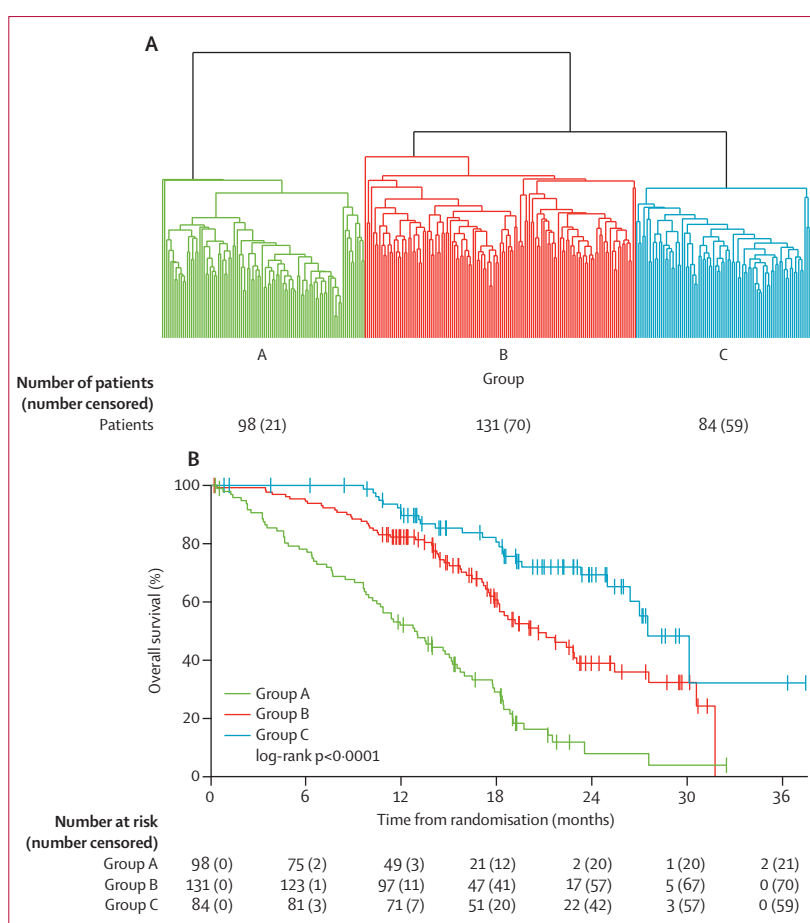 A
A B C
Group
Number of patients
(number censored)
Patients 98 (21) 131 (70) 84 (59)
B
100
80
60
40
20
0
Overall survival (%)
Group A
Group B
Group C
log-rank p<0·0001
0 12 18 24 30 36
Time from randomisation (months)
Number at risk
(number censored)
Group A 98 (0) 75 (2) 49 (3) 21 (12) 2 (20) 1 (20) 2 (21)
Group B 131 (0) 123 (1) 97 (11) 47 (41) 17 (57) 5 (67) 0 (70)
Group C 84 (0) 81 (3) 71 (7) 51 (20) 22 (42) 3 (57) 0 (59)